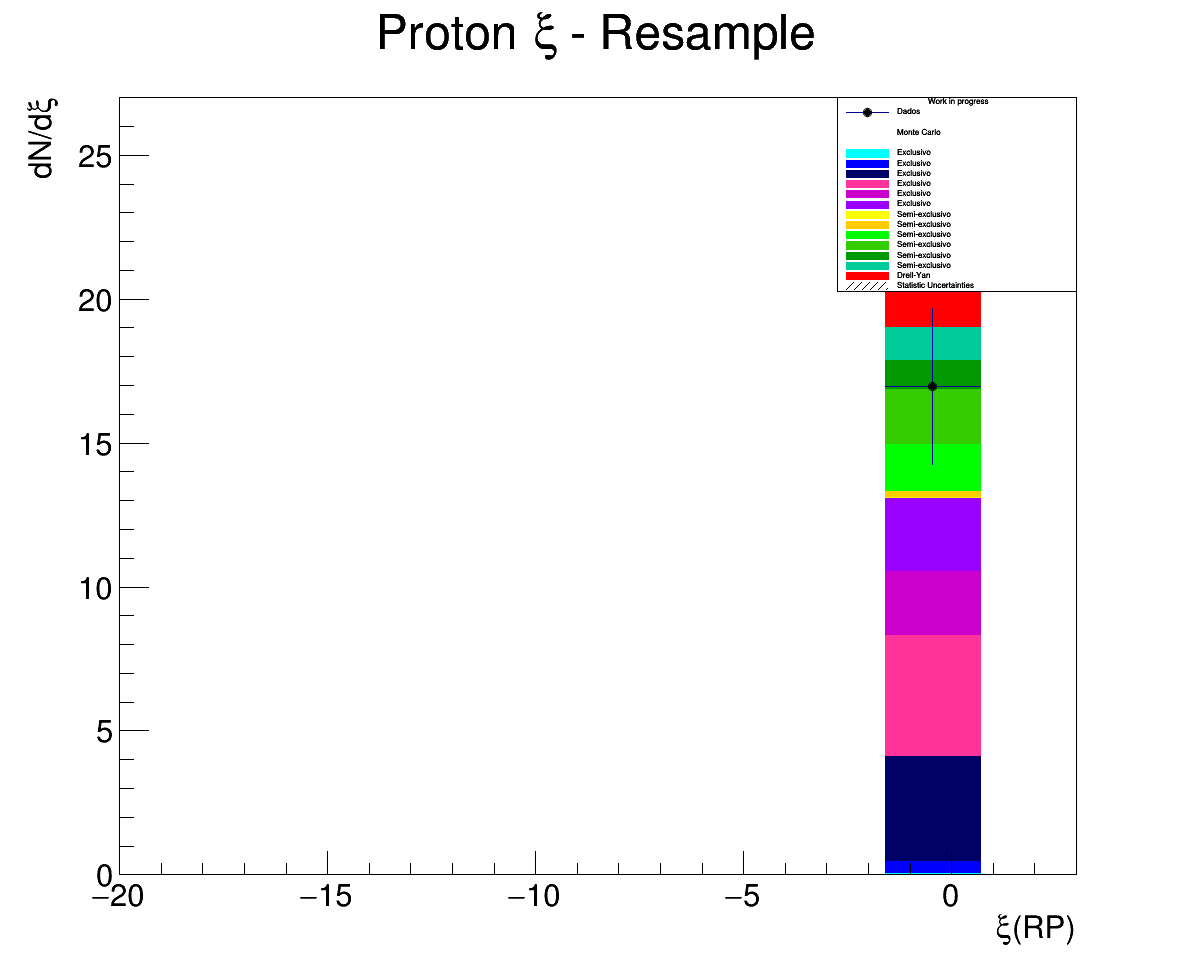 Proton ξ - Resample
dN/dξ
Work in progress
Dados
Monte Carlo
Exclusivo
Exclusivo
Exclusivo
Exclusivo
Exclusivo
Exclusivo
Semi-exclusivo
Semi-exclusivo
Semi-exclusivo
Semi-exclusivo
Semi-exclusivo
Semi-exclusivo
Drell-Yan
Statistic Uncertainties
25
20
15
10
5
0
−20 −15 −10 −5 0
ξ(RP)